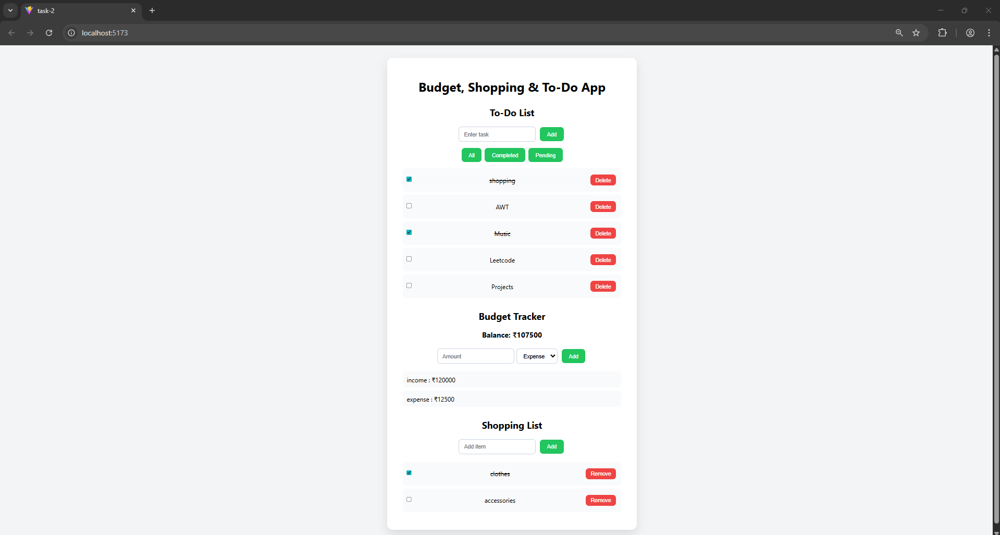 task-2
localhost:5173
Budget, Shopping & To-Do App
To-Do List
Enter task Add
All Completed Pending
shopping Delete
AWT Delete
Music Delete
Leetcode Delete
Projects Delete
Budget Tracker
Balance: ₹107500
Amount Expense Add
income : ₹120000
expense : ₹12500
Shopping List
Add item Add
clothes Remove
accessories Remove